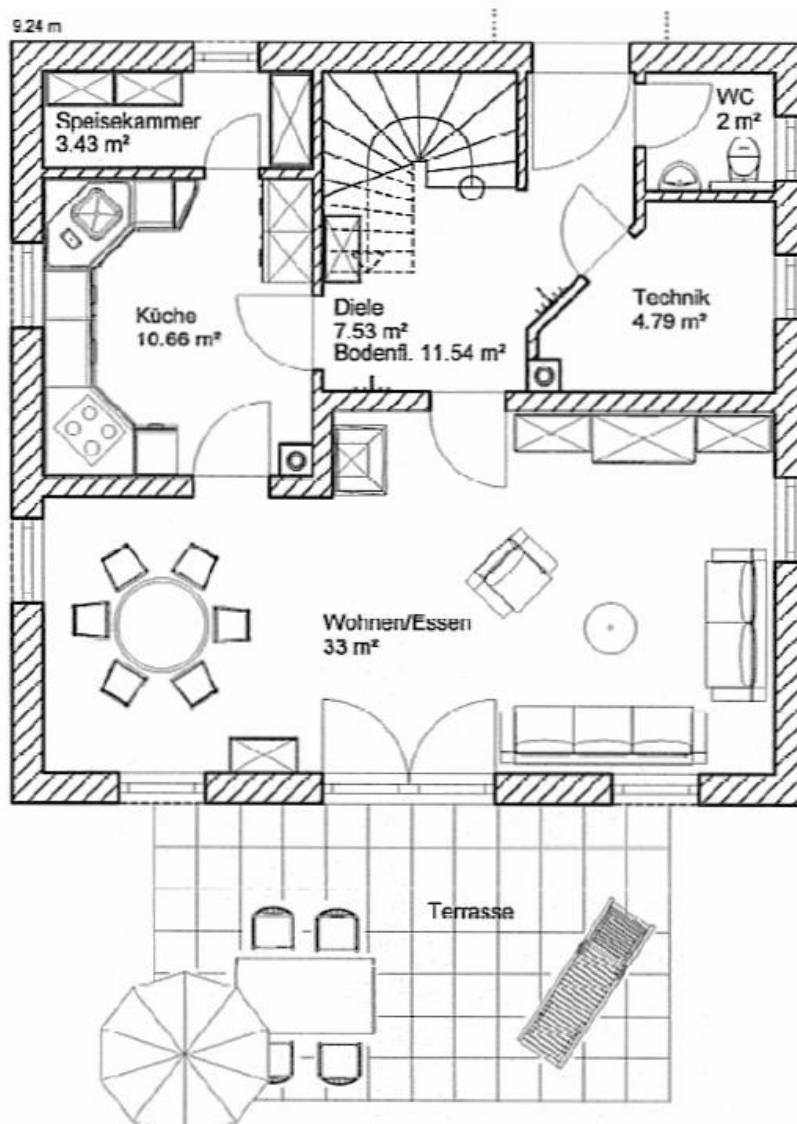 9.24 m
Speisekammer
3.43 m²
WC
2 m²
Küche
10.66 m²
Diele
7.53 m²
Bodenfl. 11.54 m²
Technik
4.79 m²
Wohnen/Essen
33 m²
Terrasse